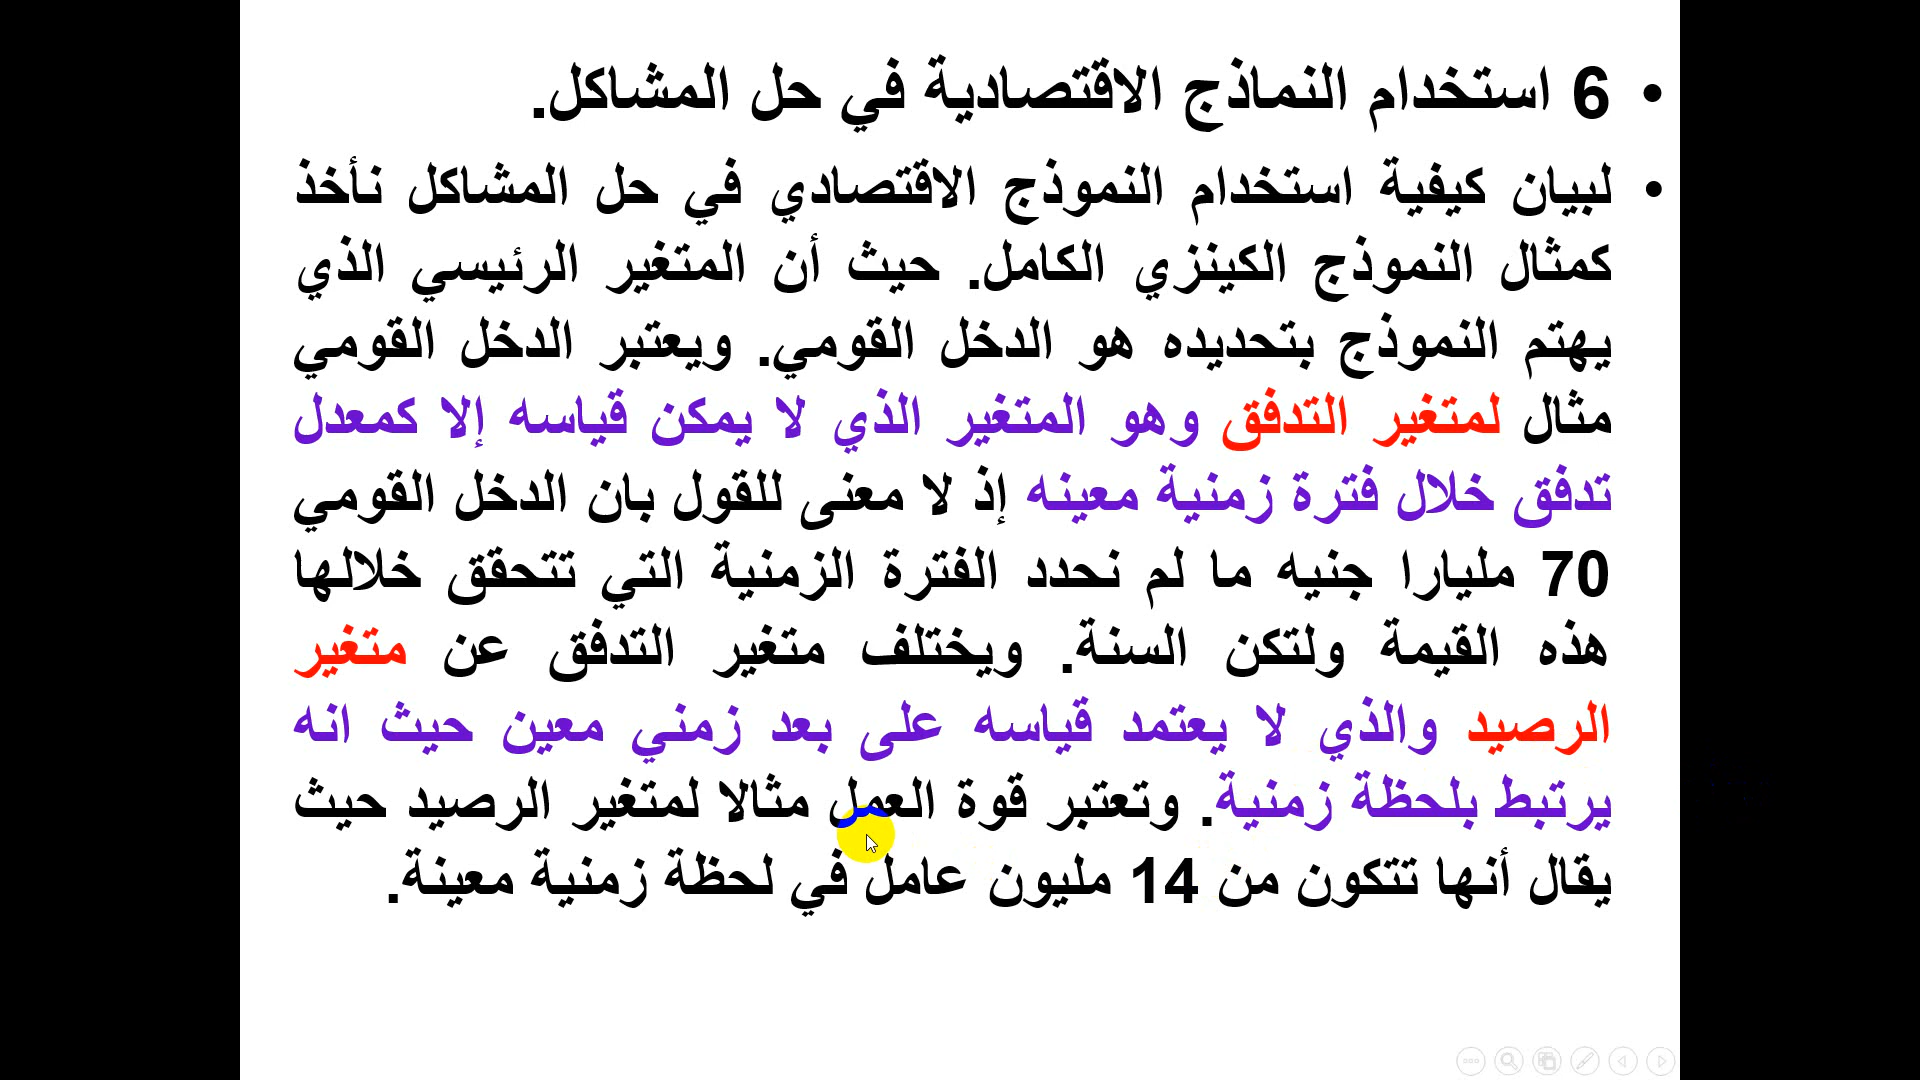 • 6 استخدام النماذج الاقتصادية في حل المشاكل.
• لبيان كيفية استخدام النموذج الاقتصادي في حل المشاكل نأخذ
كمثال النموذج الكينزي الكامل. حيث أن المتغير الرئيسي الذي
يهتم النموذج بتحديده هو الدخل القومي. ويعتبر الدخل القومي
مثال لمتغير التدفق وهو المتغير الذي لا يمكن قياسه إلا كمعدل
تدفق خلال فترة زمنية معينه إذ لا معنى للقول بان الدخل القومي
70 مليارا جنيه ما لم نحدد الفترة الزمنية التي تتحقق خلالها
هذه القيمة ولتكن السنة. ويختلف متغير التدفق عن متغير
الرصيد والذي لا يعتمد قياسه على بعد زمني معين حيث انه
يرتبط بلحظة زمنية. وتعتبر قوة العمل مثالا لمتغير الرصيد حيث
يقال أنها تتكون من 14 مليون عامل في لحظة زمنية معينة.